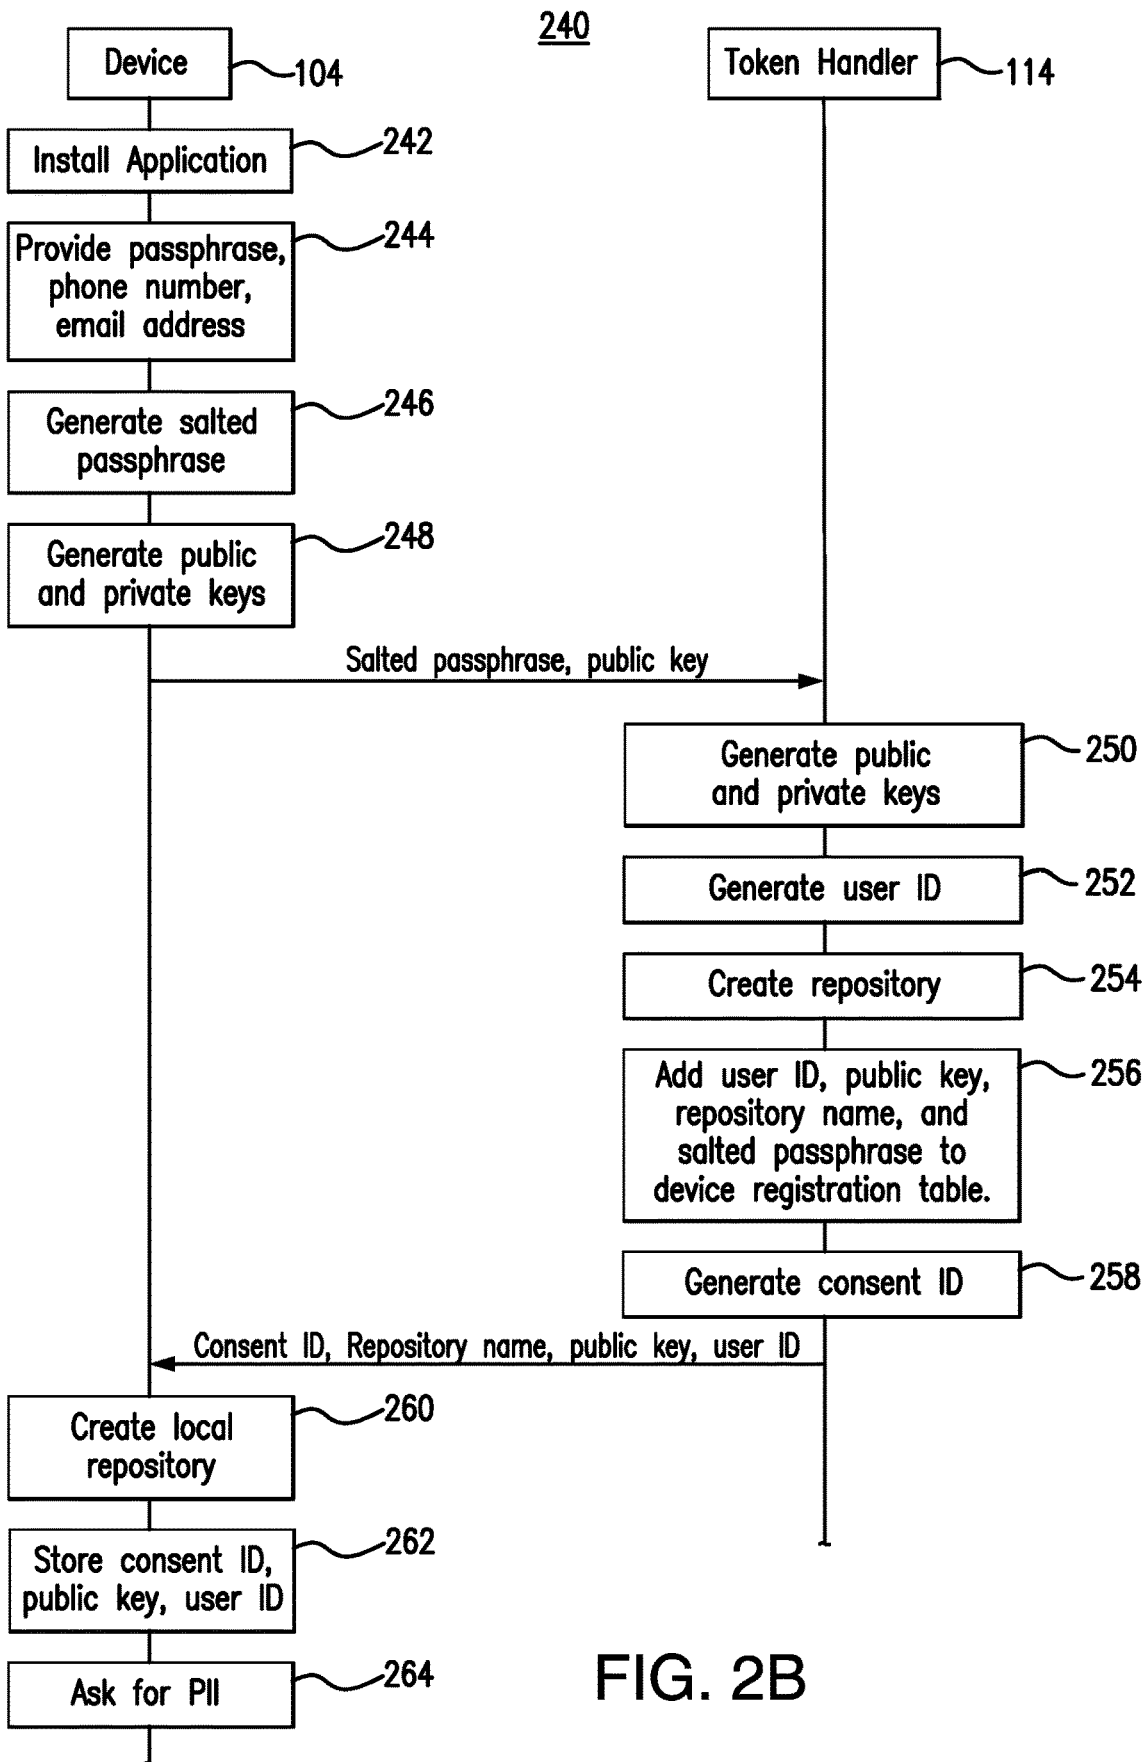 240
Device
104
Token Handler
114
Install Application
242
Provide passphrase,
phone number,
email address
244
Generate salted
passphrase
246
Generate public
and private keys
248
Salted passphrase, public key
Generate public
and private keys
250
Generate user ID
252
Create repository
254
Add user ID, public key,
repository name, and
salted passphrase to
device registration table.
256
Generate consent ID
258
Consent ID, Repository name, public key, user ID
Create local
repository
260
Store consent ID,
public key, user ID
262
Ask for PII
264
FIG. 2B